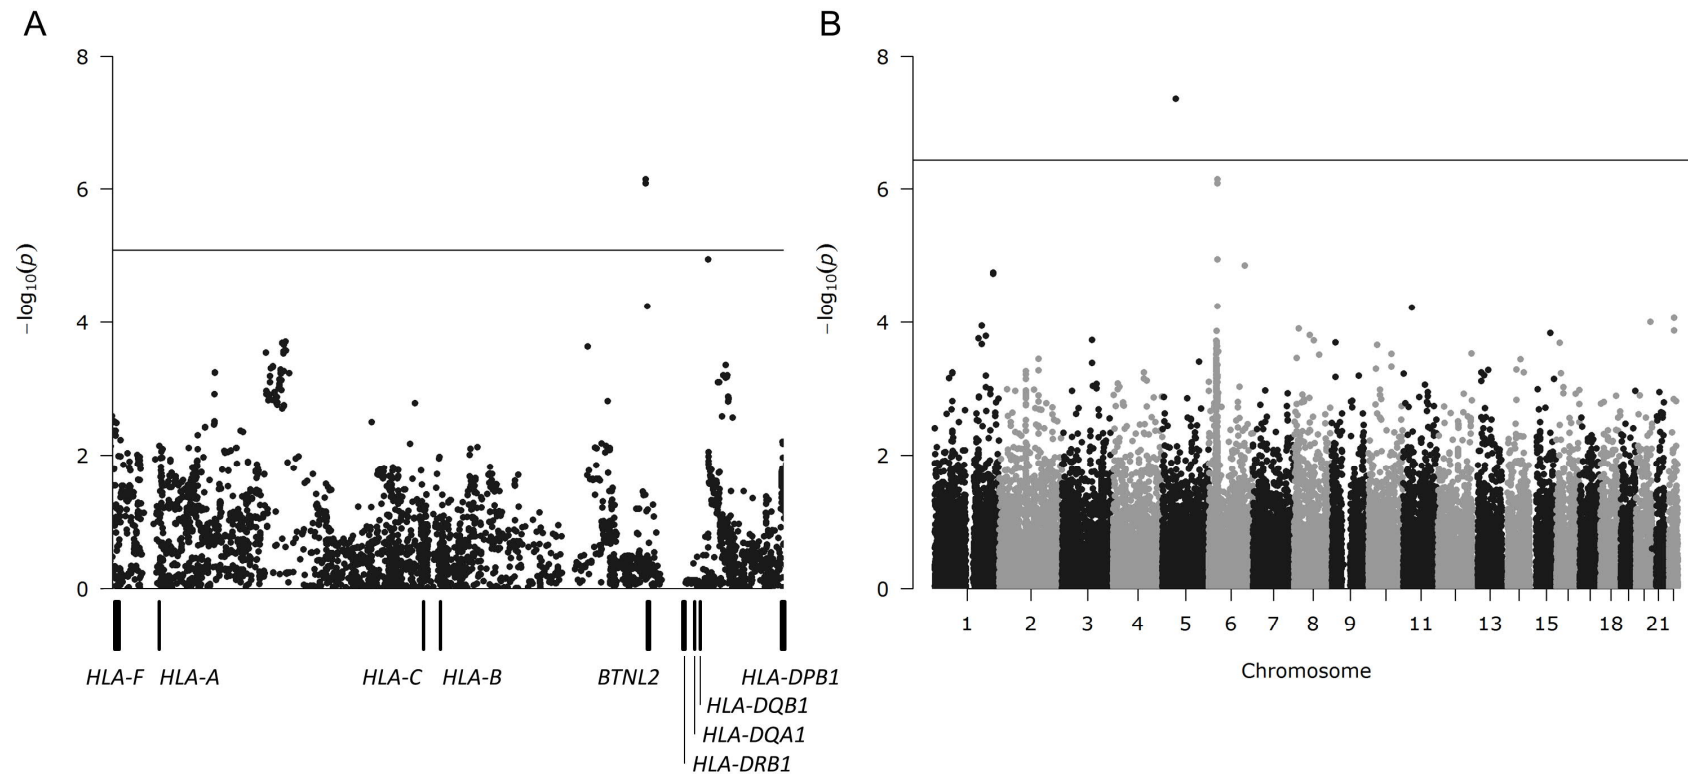 A
8
6
4
2
0
−log10(p)
HLA-F HLA-A HLA-C HLA-B BTNL2 HLA-DPB1
HLA-DQB1
HLA-DQA1
HLA-DRB1
B
8
6
4
2
0
−log10(p)
1 2 3 4 5 6 7 8 9 11 13 15 18 21
Chromosome